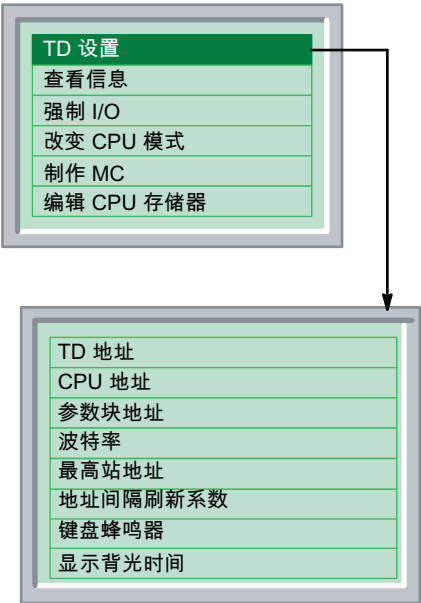 TD 设置
查看信息
强制 I/O
改变 CPU 模式
制作 MC
编辑 CPU 存储器
TD 地址
CPU 地址
参数块地址
波特率
最高站地址
地址间隔刷新系数
键盘蜂鸣器
显示背光时间